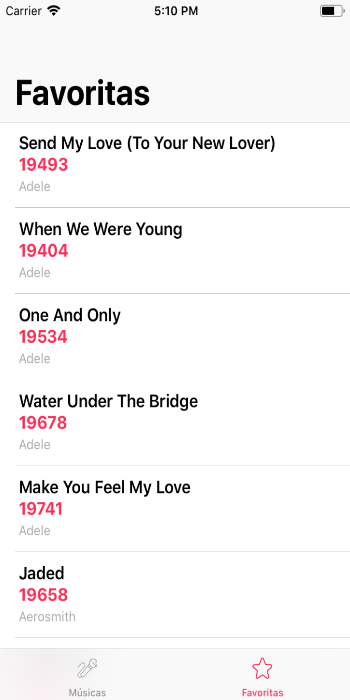 Carrier 5:10 PM
Favoritas
Send My Love (To Your New Lover)
19493
Adele
When We Were Young
19404
Adele
One And Only
19534
Adele
Water Under The Bridge
19678
Adele
Make You Feel My Love
19741
Adele
Jaded
19658
Aerosmith
Músicas Favoritas